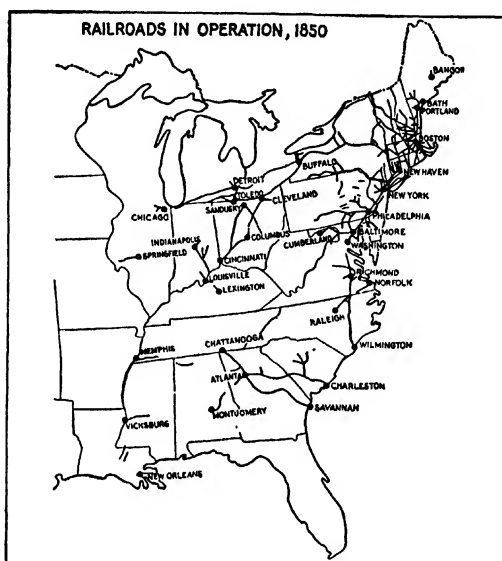 RAILROADS IN OPERATION, 1850
BANGOR
BATH
PORTLAND
BOSTON
BUFFALO
NEW HAVEN
DETROIT
TOLEDO
NEW YORK
SANDUSKY
CLEVELAND
CHICAGO
PHILADELPHIA
INDIANAPOLIS
COLUMBUS
CUMBERLAND
BALTIMORE
WASHINGTON
SPRINGFIELD
CINCINNATI
LOUISVILLE
RICHMOND
LEXINGTON
NORFOLK
RALEIGH
MEMPHIS
CHATTANOOGA
WILMINGTON
ATLANTA
CHARLESTON
MONTGOMERY
SAVANNAH
VICKSBURG
NEW ORLEANS